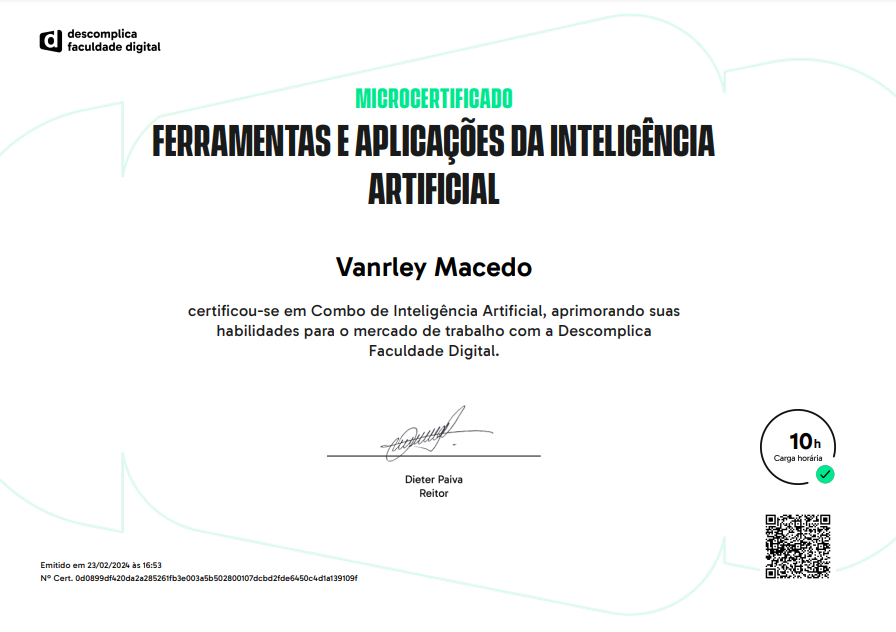 descomplica
faculdade digital
MICROCERTIFICADO
FERRAMENTAS E APLICAÇÕES DA INTELIGÊNCIA
ARTIFICIAL
Vanrley Macedo
certificou-se em Combo de Inteligência Artificial, aprimorando suas
habilidades para o mercado de trabalho com a Descomplica
Faculdade Digital.
Dieter Paiva
Reitor
10h
Carga horária
Emitido em 23/02/2024 às 16:53
Nº Cert. 0d0899df420da2a285261fb3e003a5b502800107dcbd2fde6450c4d1a139109f